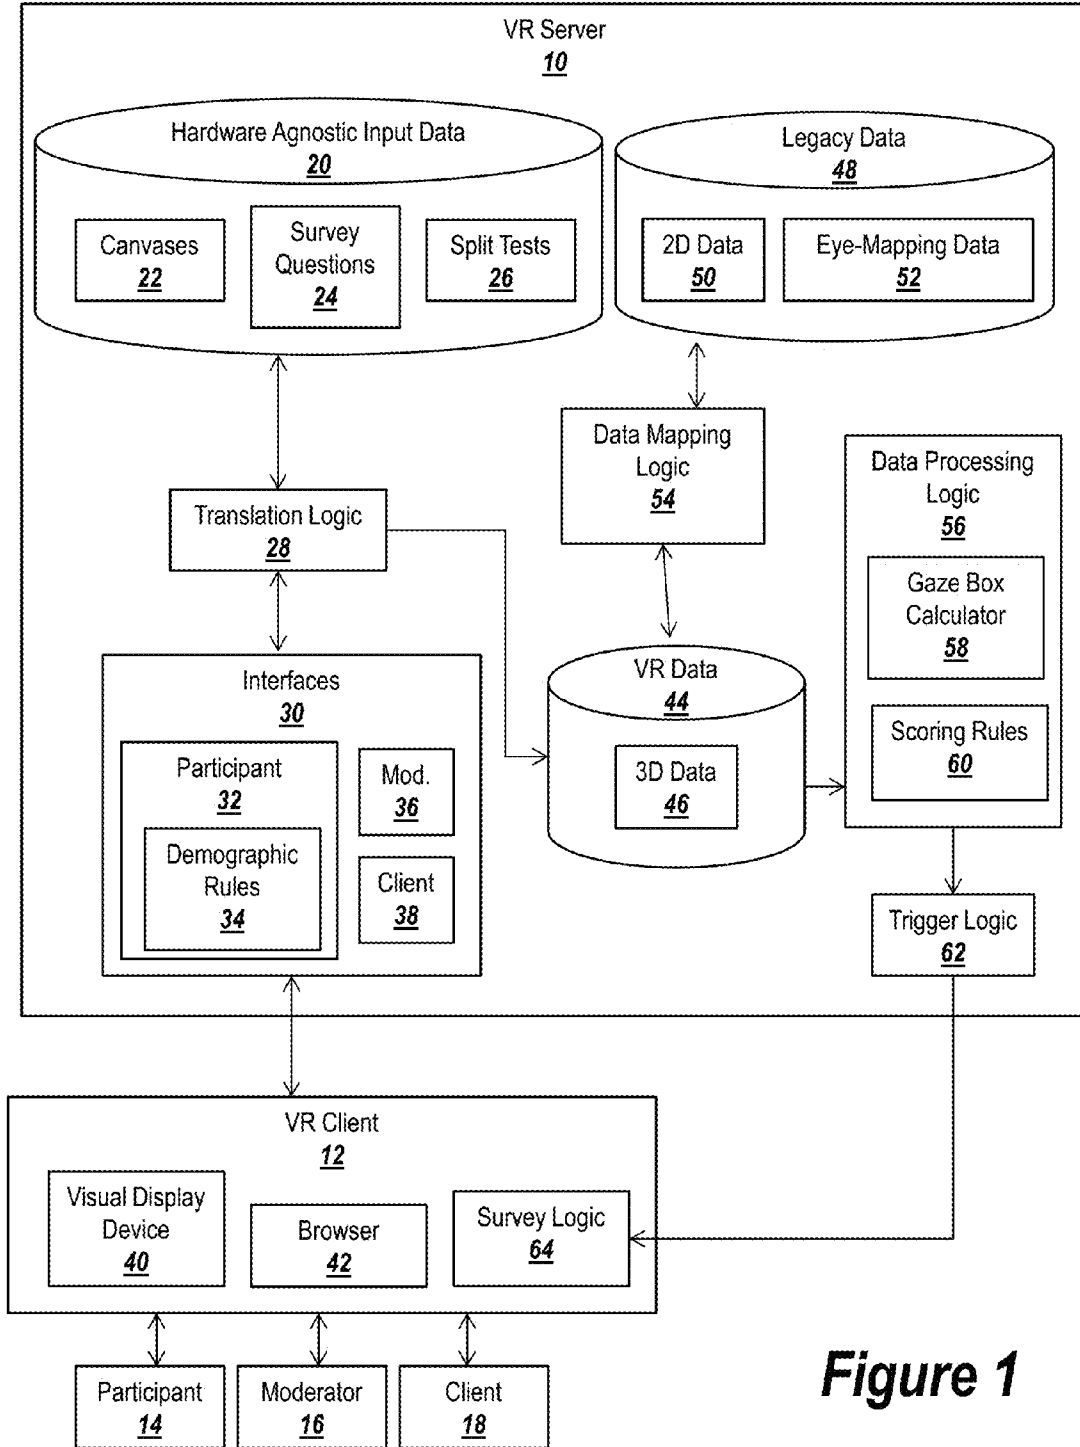 VR Server
10
Hardware Agnostic Input Data
20
Canvases
22
Survey
Questions
24
Split Tests
26
Legacy Data
48
2D Data
50
Eye-Mapping Data
52
Data Mapping
Logic
54
Data Processing
Logic
56
Gaze Box
Calculator
58
Scoring Rules
60
Translation Logic
28
Interfaces
30
Participant
32
Demographic
Rules
34
Mod.
36
Client
38
VR Data
44
3D Data
46
Trigger Logic
62
VR Client
12
Visual Display
Device
40
Browser
42
Survey Logic
64
Participant
14
Moderator
16
Client
18
Figure 1